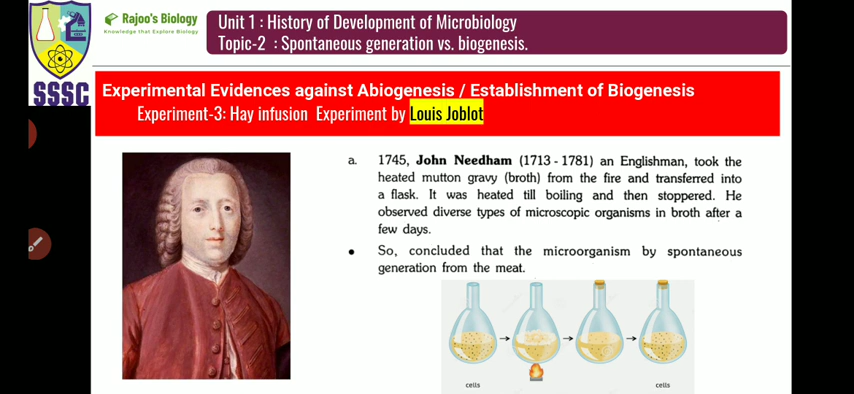 Rajoo's Biology
Knowledge that Explore Biology
SSSC
Unit 1 : History of Development of Microbiology
Topic-2 : Spontaneous generation vs. biogenesis.
Experimental Evidences against Abiogenesis / Establishment of Biogenesis
Experiment-3: Hay infusion Experiment by Louis Joblot
a. 1745, John Needham (1713 - 1781) an Englishman, took the
heated mutton gravy (broth) from the fire and transferred into
a flask. It was heated till boiling and then stoppered. He
observed diverse types of microscopic organisms in broth after a
few days.
• So, concluded that the microorganism by spontaneous
generation from the meat.
cells cells